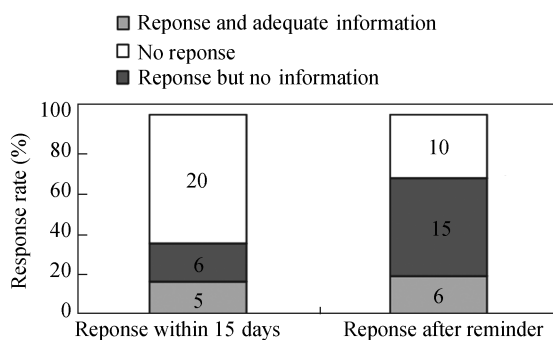 Reponse and adequate information
No reponse
Reponse but no information
Response rate (%)
100
80
60
40
20
0
20
6
5
10
15
6
Reponse within 15 days
Reponse after reminder